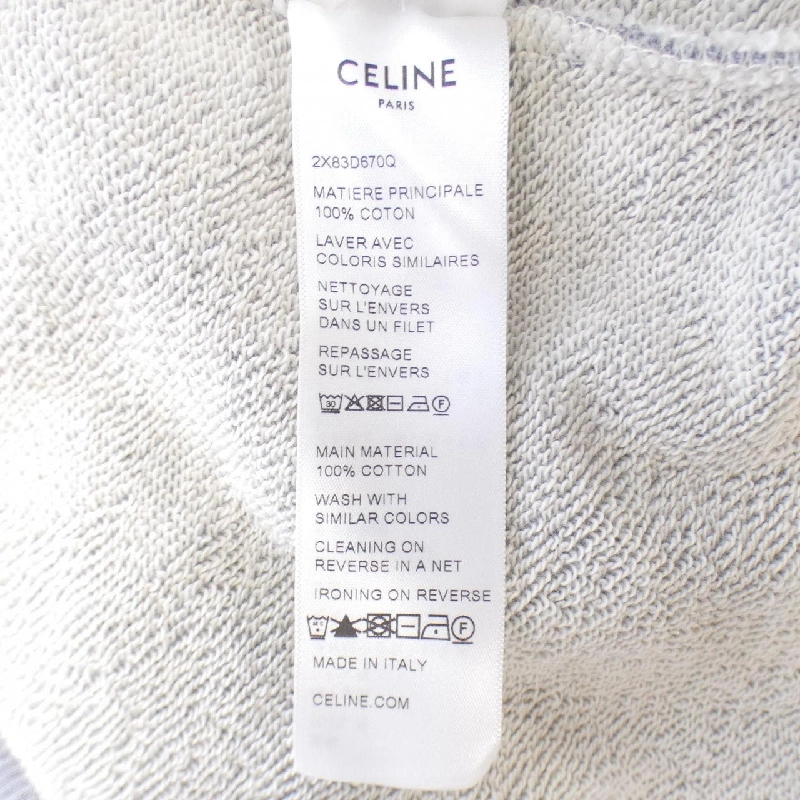 CELINE
PARIS
2X83D670Q
MATIERE PRINCIPALE
100% COTON
LAVER AVEC
COLORIS SIMILAIRES
NETTOYAGE
SUR L'ENVERS
DANS UN FILET
REPASSAGE
SUR L'ENVERS
30 F
MAIN MATERIAL
100% COTTON
WASH WITH
SIMILAR COLORS
CLEANING ON
REVERSE IN A NET
IRONING ON REVERSE
F
MADE IN ITALY
CELINE.COM